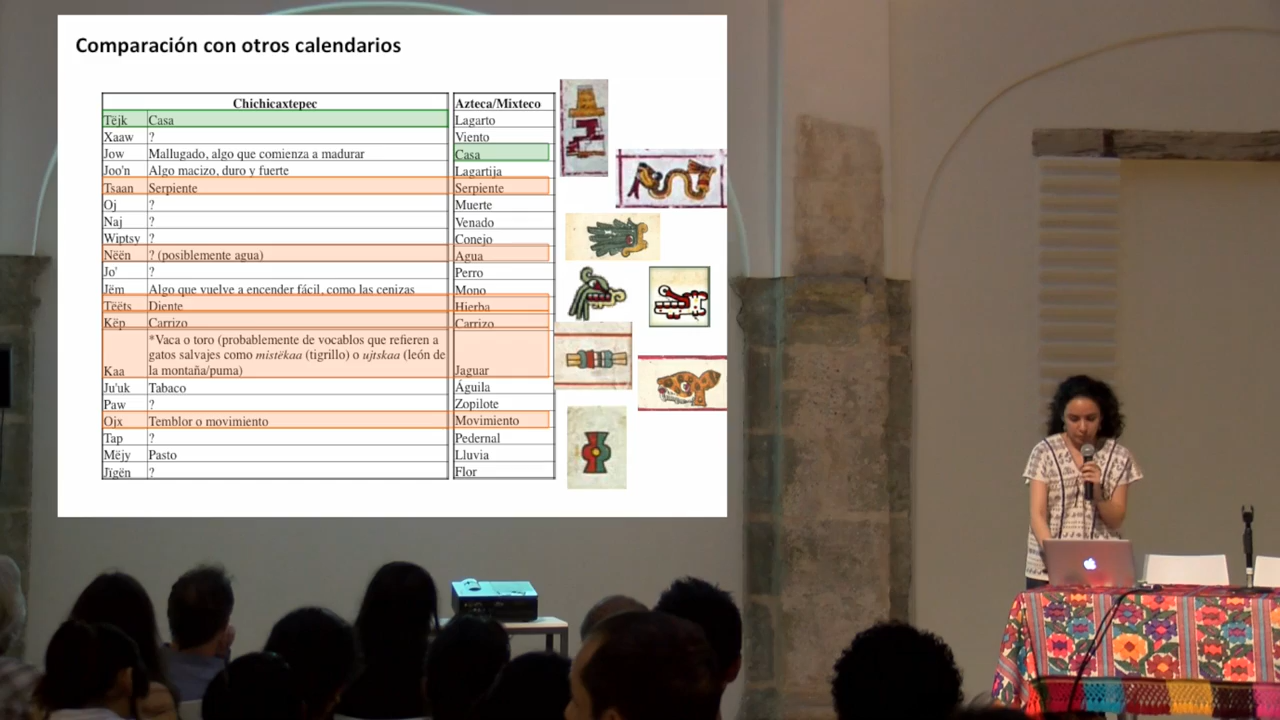 Comparación con otros calendarios
Chichicaxtepec Azteca/Mixteco
Tëjk Casa Lagarto
Xaaw ? Viento
Jow Mallugado, algo que comienza a madurar Casa
Joo'n Algo macizo, duro y fuerte Lagartija
Tsaan Serpiente Serpiente
Oj ? Muerte
Naj ? Venado
Wiptsy ? Conejo
Nëën ? (posiblemente agua) Agua
Jo' ? Perro
Jëm Algo que vuelve a encender fácil, como las cenizas Mono
Tëëts Diente Hierba
Këp Carrizo Carrizo
*Vaca o toro (probablemente de vocablos que refieren a
gatos salvajes como mistëkaa (tigrillo) o ujtskaa (león de
Kaa la montaña/puma) Jaguar
Ju'uk Tabaco Águila
Paw ? Zopilote
Ojx Temblor o movimiento Movimiento
Tap ? Pedernal
Mëjy Pasto Lluvia
Jïgën ? Flor